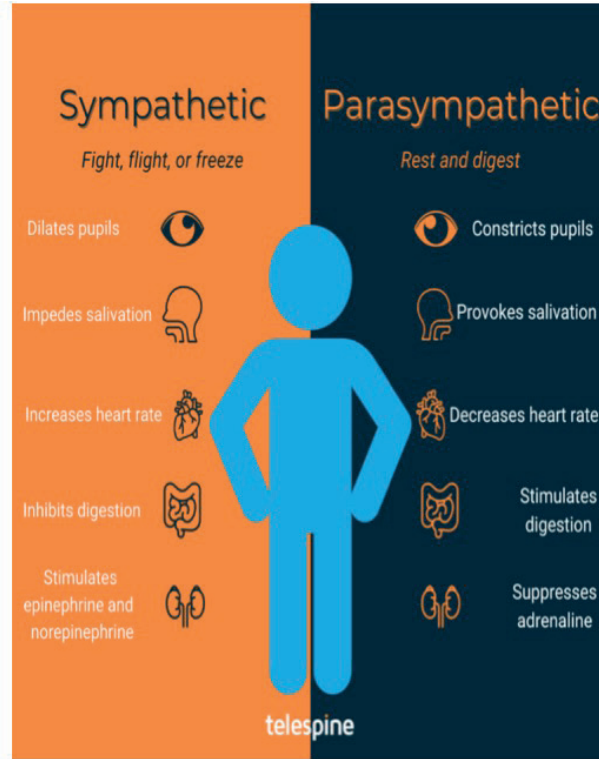 Sympathetic
Fight, flight, or freeze
Dilates pupils
Impedes salivation
Increases heart rate
Inhibits digestion
Stimulates
epinephrine and
norepinephrine
Parasympathetic
Rest and digest
Constricts pupils
Provokes salivation
Decreases heart rate
Stimulates
digestion
Suppresses
adrenaline
telespine